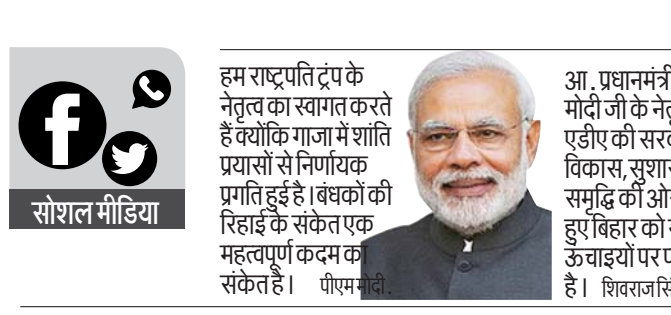 सोशल मीडिया
हम राष्ट्रपति ट्रंप के
नेतृत्व का स्वागत करते
हैं क्योंकि गाजा में शांति
प्रयासों से निर्णायक
प्रगति हुई है। बंधकों की
रिहाई के संकेत एक
महत्वपूर्ण कदम का
संकेत है। पीएम मोदी.
आ. प्रधानमंत्री
मोदी जी के
एडीए की
विकास,
समृद्धि की
हुए बिहार को
ऊंचाइयों पर
है। शिवराज